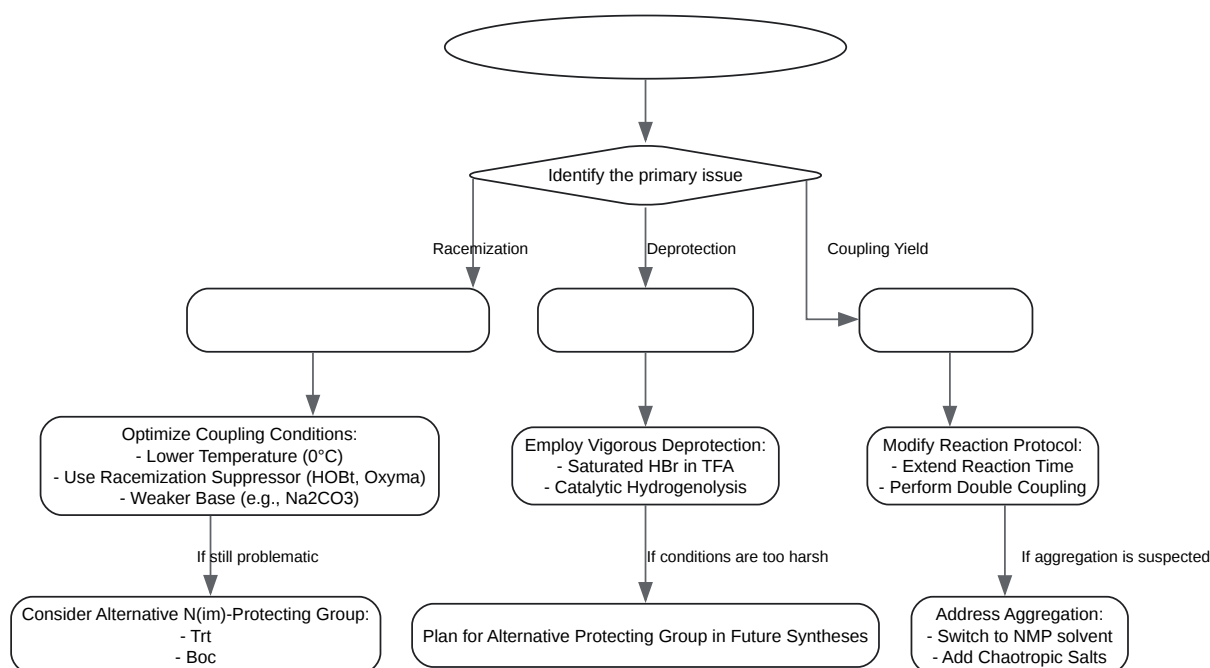 Identify the primary issue
Racemization
Deprotection
Coupling Yield
Optimize Coupling Conditions:
- Lower Temperature (0°C)
- Use Racemization Suppressor (HOBt, Oxyma)
- Weaker Base (e.g., Na2CO3)
Employ Vigorous Deprotection:
- Saturated HBr in TFA
- Catalytic Hydrogenolysis
Modify Reaction Protocol:
- Extend Reaction Time
- Perform Double Coupling
If still problematic
If conditions are too harsh
If aggregation is suspected
Consider Alternative N(im)-Protecting Group:
- Trt
- Boc
Plan for Alternative Protecting Group in Future Syntheses
Address Aggregation:
- Switch to NMP solvent
- Add Chaotropic Salts